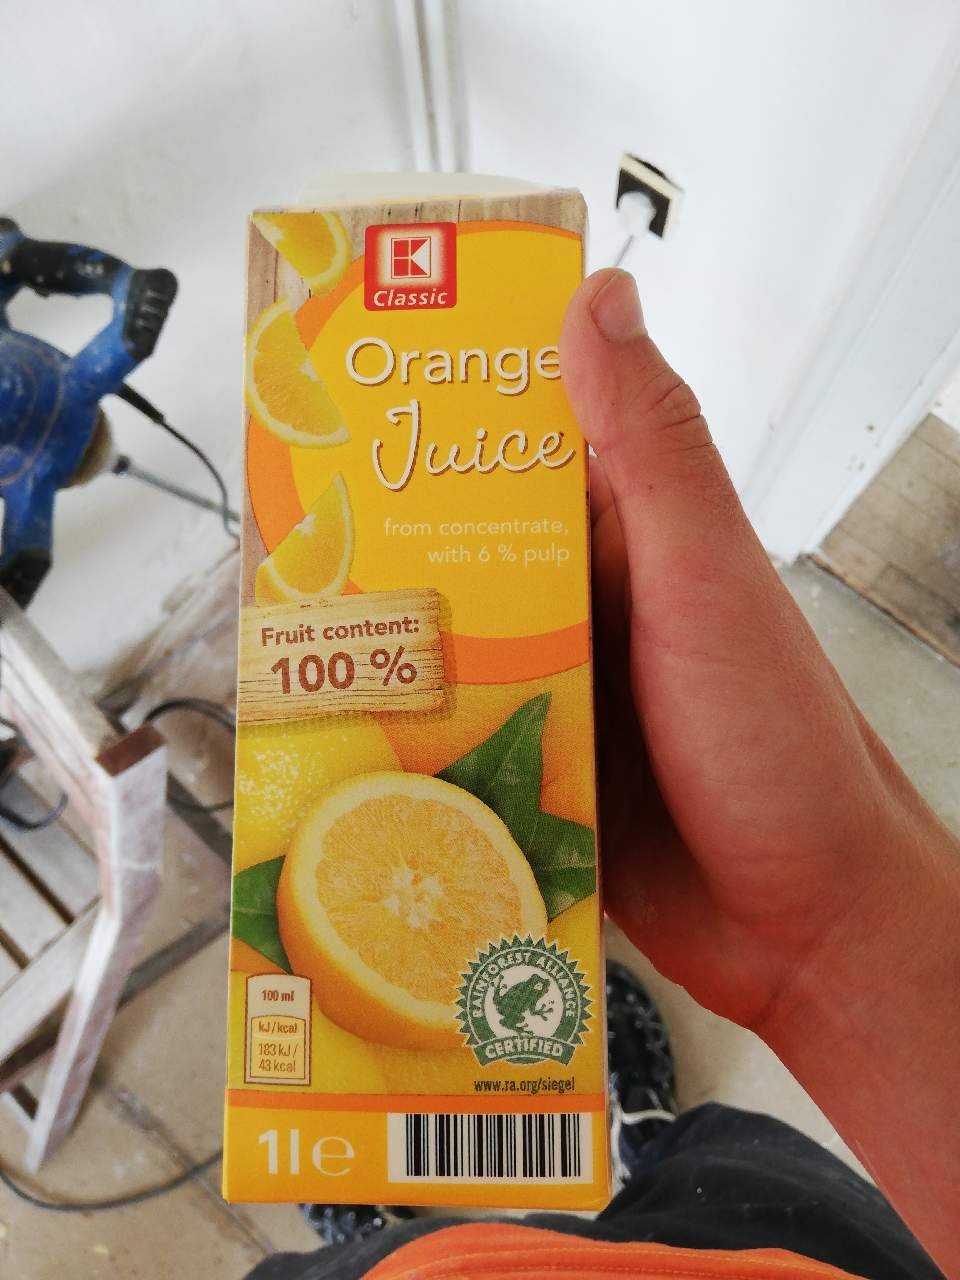 K
Classic
Orange
Juice
from concentrate,
with 6 % pulp
Fruit content:
100 %
100 ml
kJ/kcal
183 kJ /
43 kcal
RAINFOREST ALLIANCE
CERTIFIED
www.ra.org/siegel
1l e